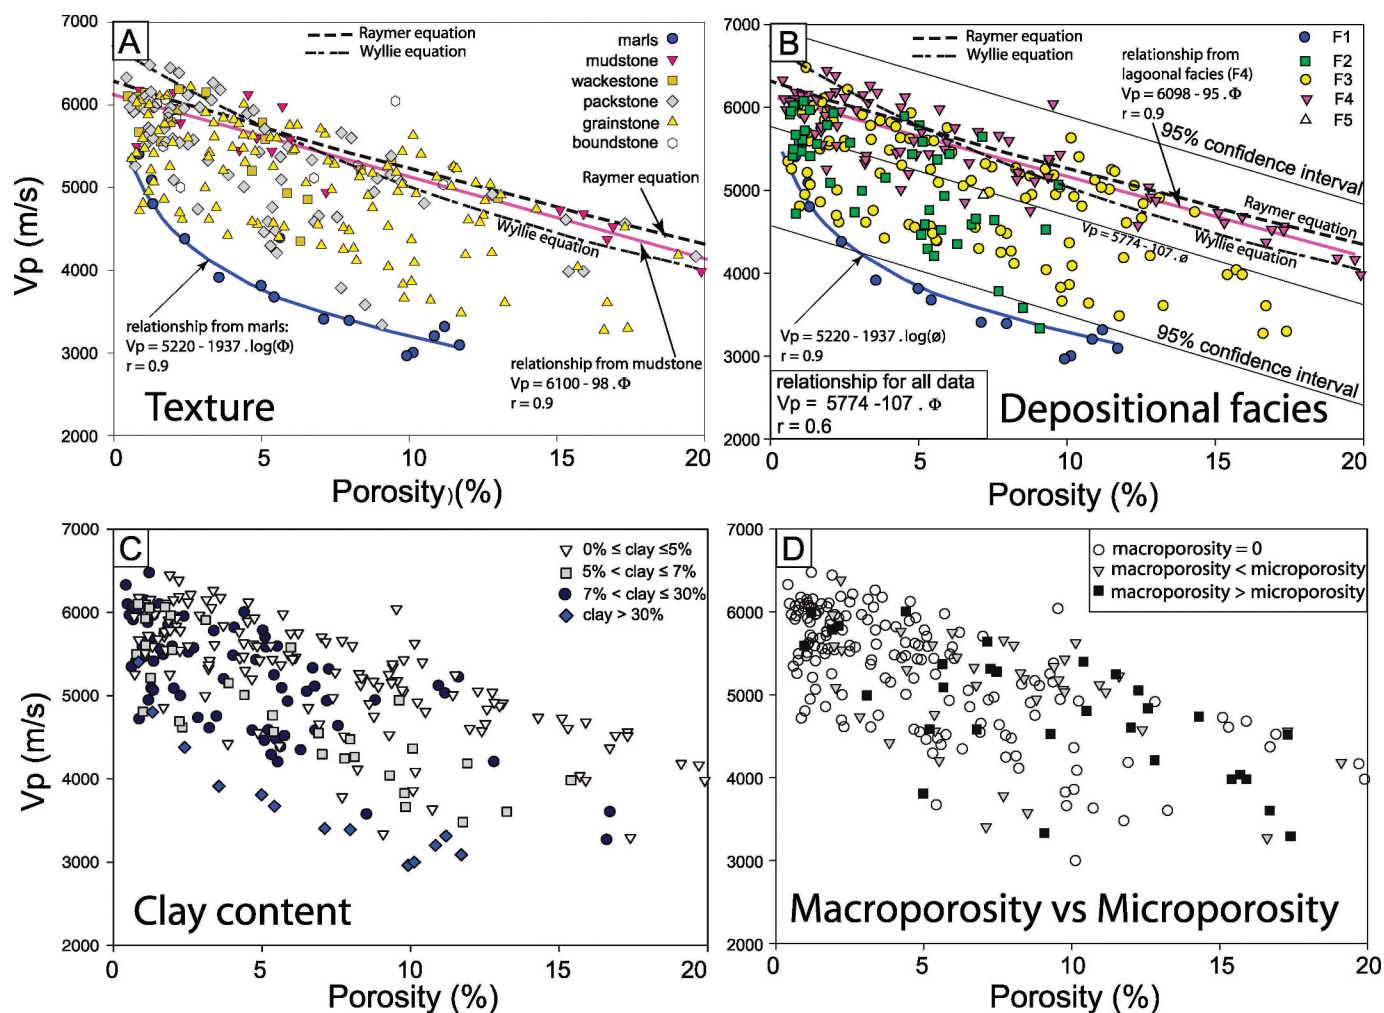 A
Raymer equation
Wyllie equation
marls
mudstone
wackestone
packstone
grainstone
boundstone
Raymer equation
Wyllie equation
relationship from marls:
Vp = 5220 - 1937 . log(Φ)
r = 0.9
relationship from mudstone
Vp = 6100 - 98 . Φ
r = 0.9
Texture
Vp (m/s)
7000
6000
5000
4000
3000
2000
0
5
10
15
20
Porosity) (%)
B
Raymer equation
Wyllie equation
relationship from
lagoonal facies (F4)
Vp = 6098 - 95 . Φ
r = 0.9
F1
F2
F3
F4
F5
95% confidence interval
Raymer equation
Wyllie equation
Vp = 5774 - 107 . ø
Vp = 5220 - 1937 . log(ø)
r = 0.9
95% confidence interval
relationship for all data
Vp = 5774 -107 . Φ
r = 0.6
Depositional facies
7000
6000
5000
4000
3000
2000
0
5
10
15
20
Porosity (%)
C
0% ≤ clay ≤5%
5% < clay ≤ 7%
7% < clay ≤ 30%
clay > 30%
Clay content
Vp (m/s)
7000
6000
5000
4000
3000
2000
0
5
10
15
20
Porosity (%)
D
macroporosity = 0
macroporosity < microporosity
macroporosity > microporosity
Macroporosity vs Microporosity
7000
6000
5000
4000
3000
2000
0
5
10
15
20
Porosity (%)